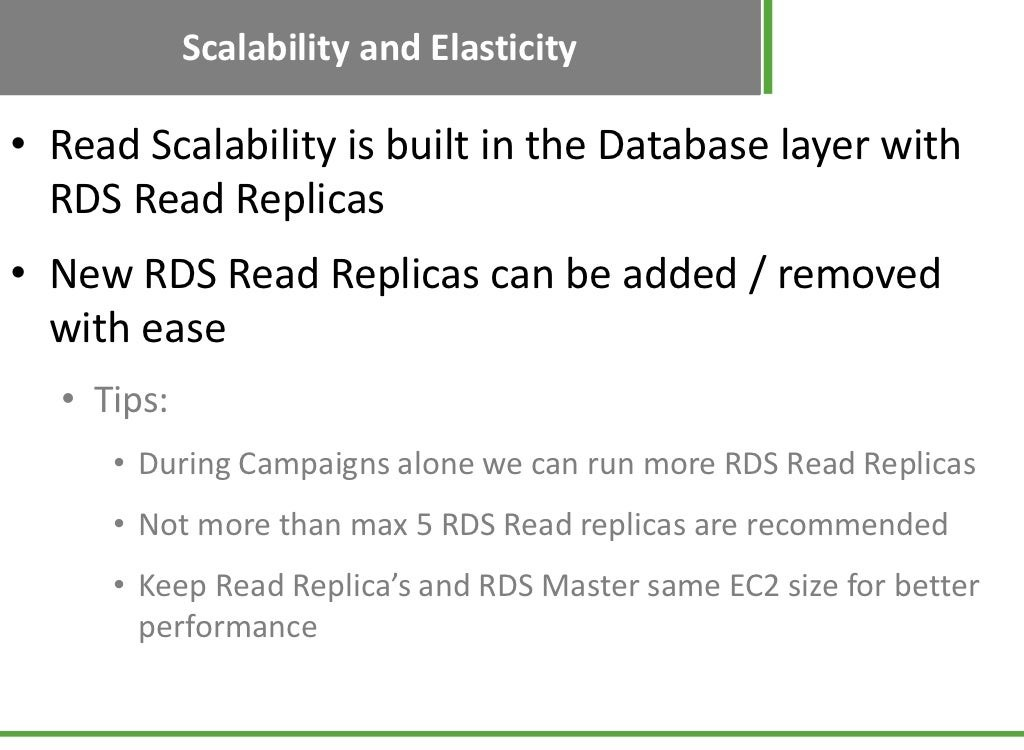 Scalability and Elasticity
• Read Scalability is built in the Database layer with
RDS Read Replicas
• New RDS Read Replicas can be added / removed
with ease
• Tips:
• During Campaigns alone we can run more RDS Read Replicas
• Not more than max 5 RDS Read replicas are recommended
• Keep Read Replica’s and RDS Master same EC2 size for better
performance